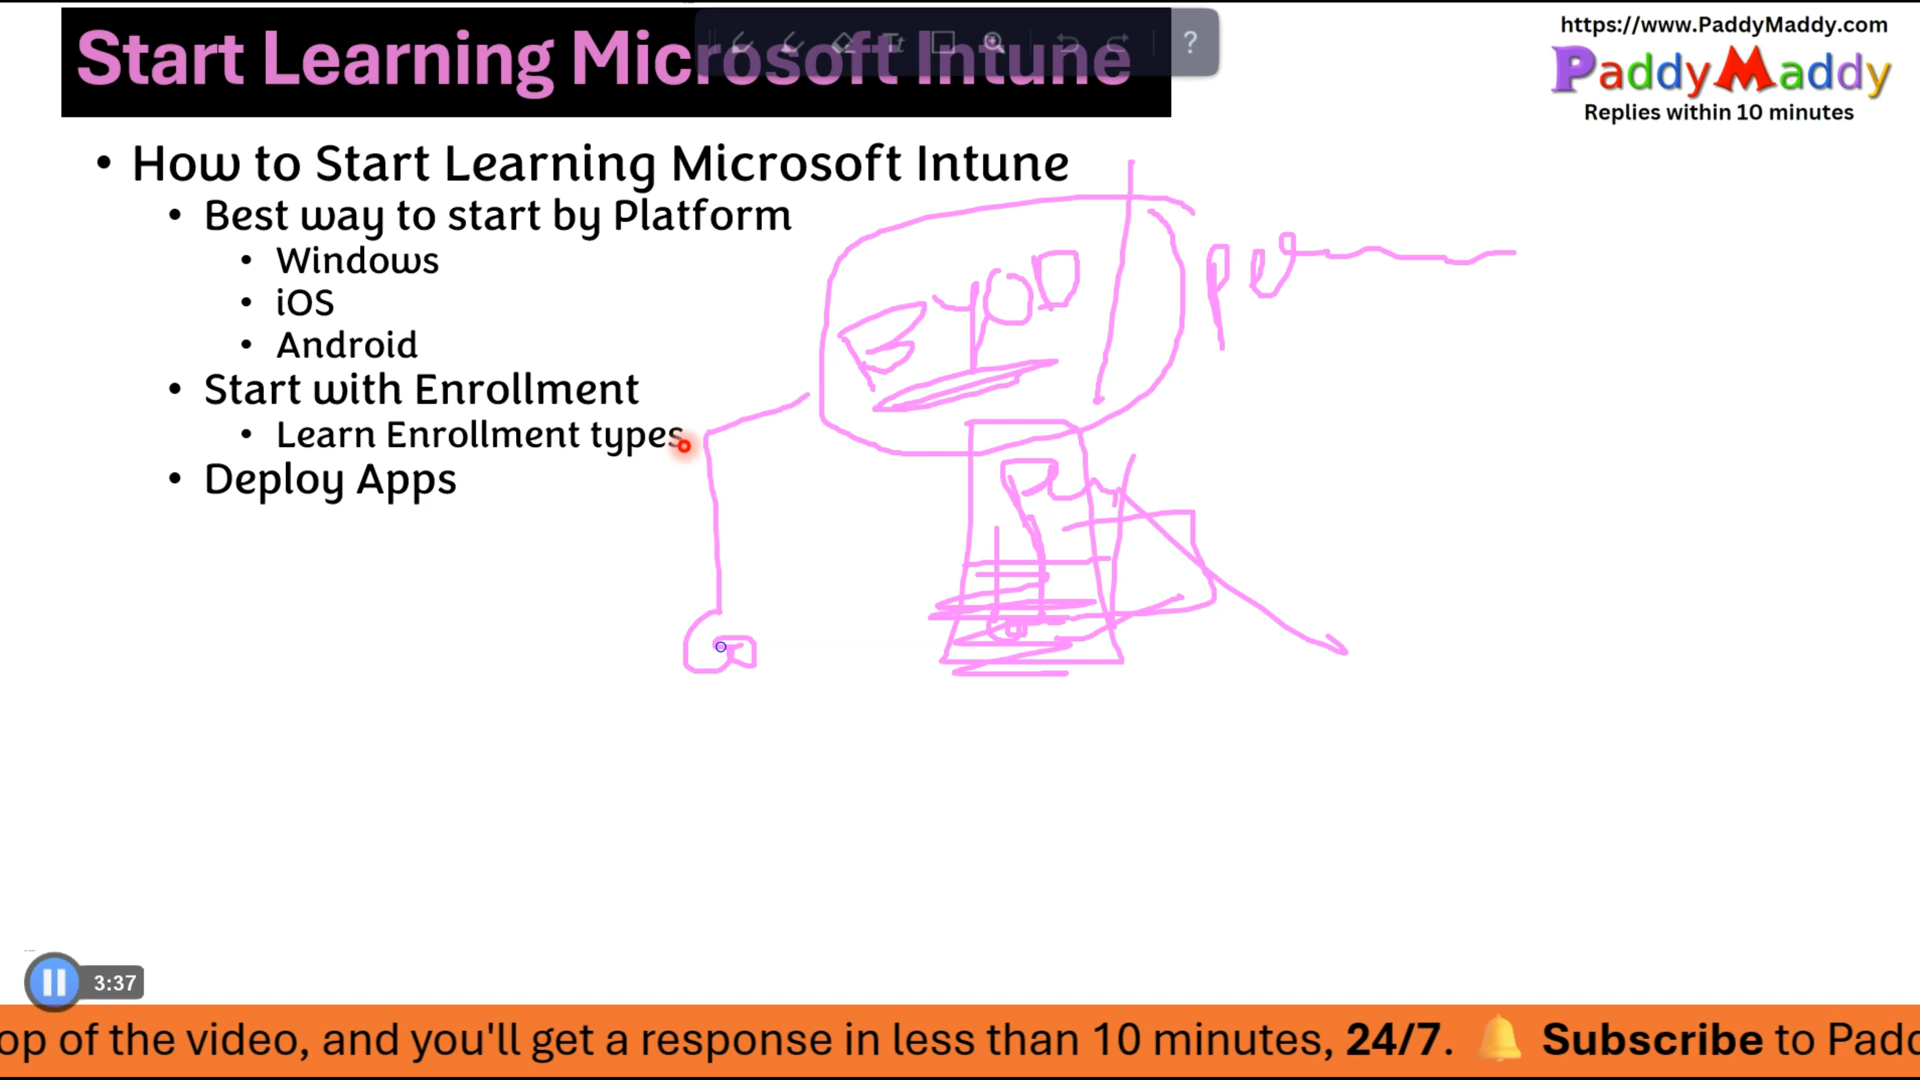 Start Learning Microsoft Intune
https://www.PaddyMaddy.com
PaddyMaddy
Replies within 10 minutes
• How to Start Learning Microsoft Intune
• Best way to start by Platform
• Windows
• iOS
• Android
• Start with Enrollment
• Learn Enrollment types
• Deploy Apps
BYOD
3:37
op of the video, and you'll get a response in less than 10 minutes, 24/7. 🔔 Subscribe to Padd